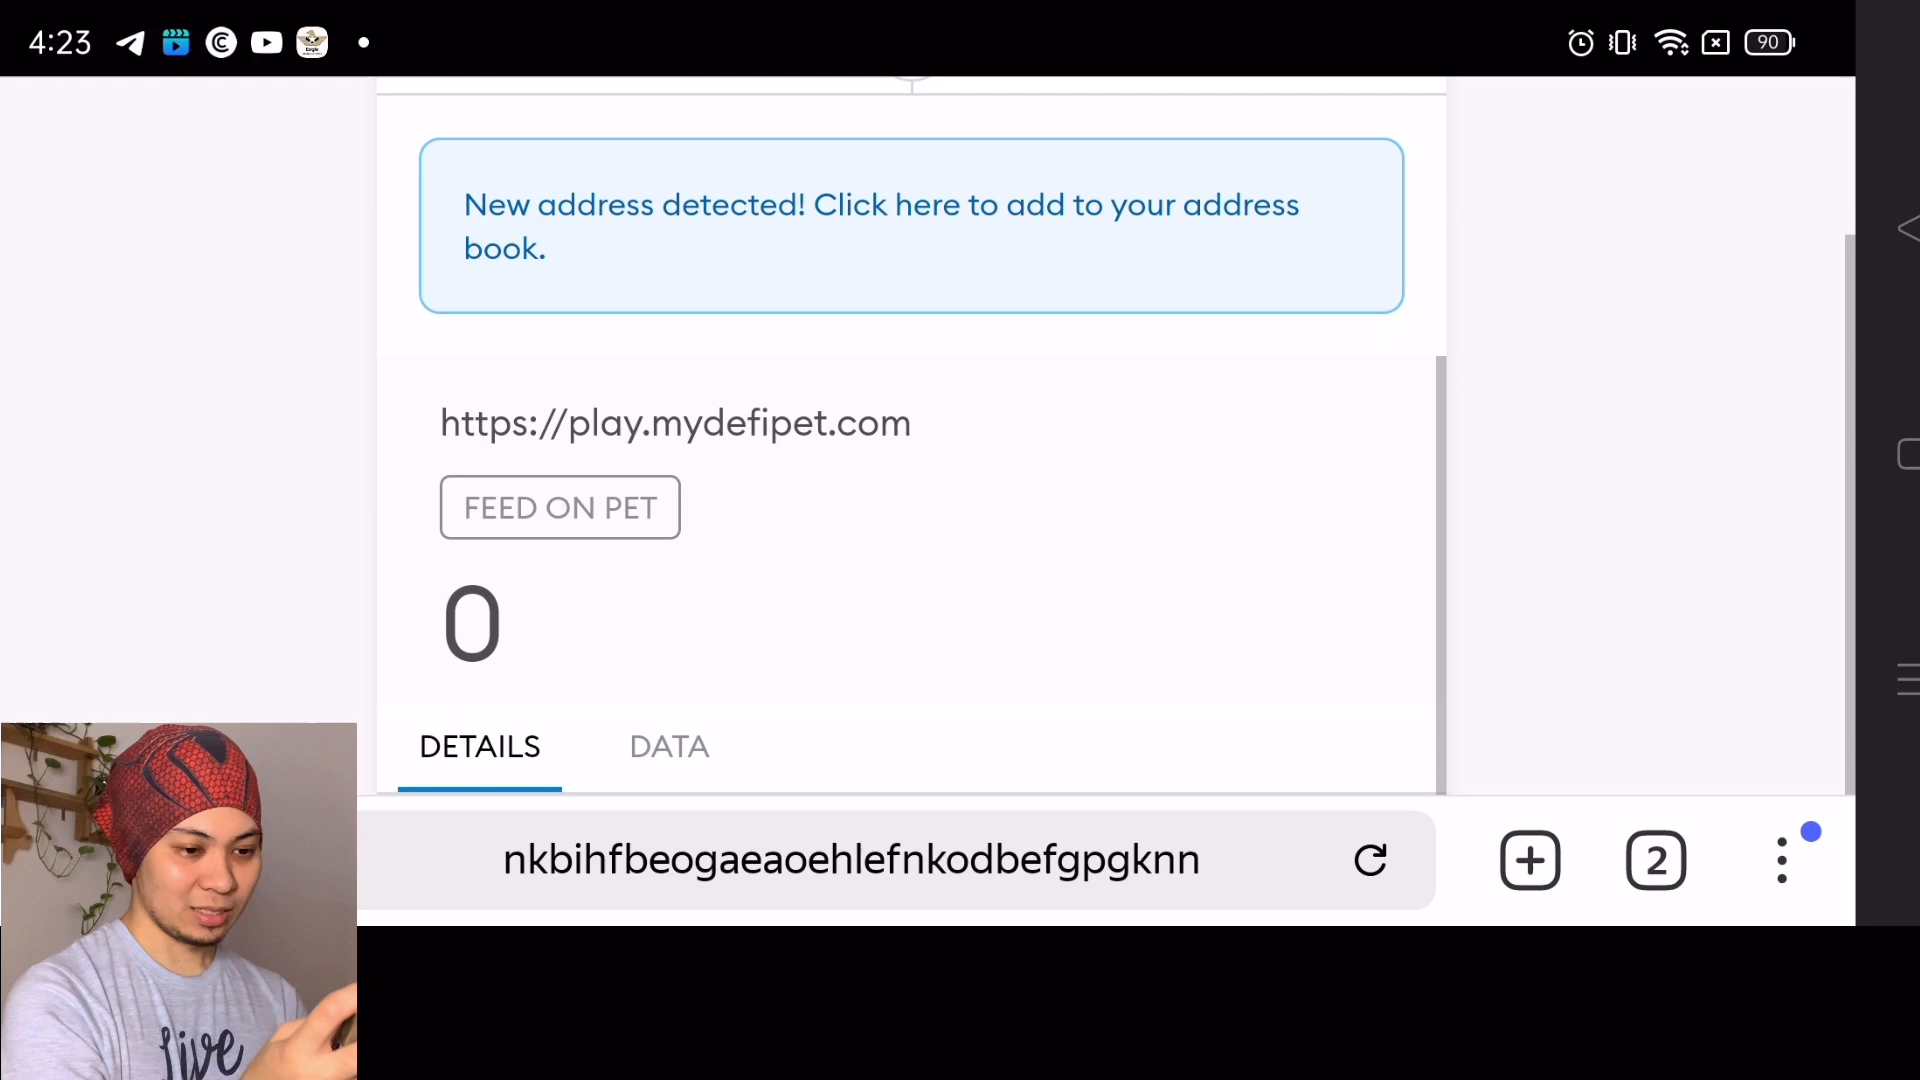 4:23
90
New address detected! Click here to add to your address
book.
https://play.mydefipet.com
FEED ON PET
0
DETAILS
DATA
nkbihfbeogaeaoehlefnkodbefgpgknn
2
live